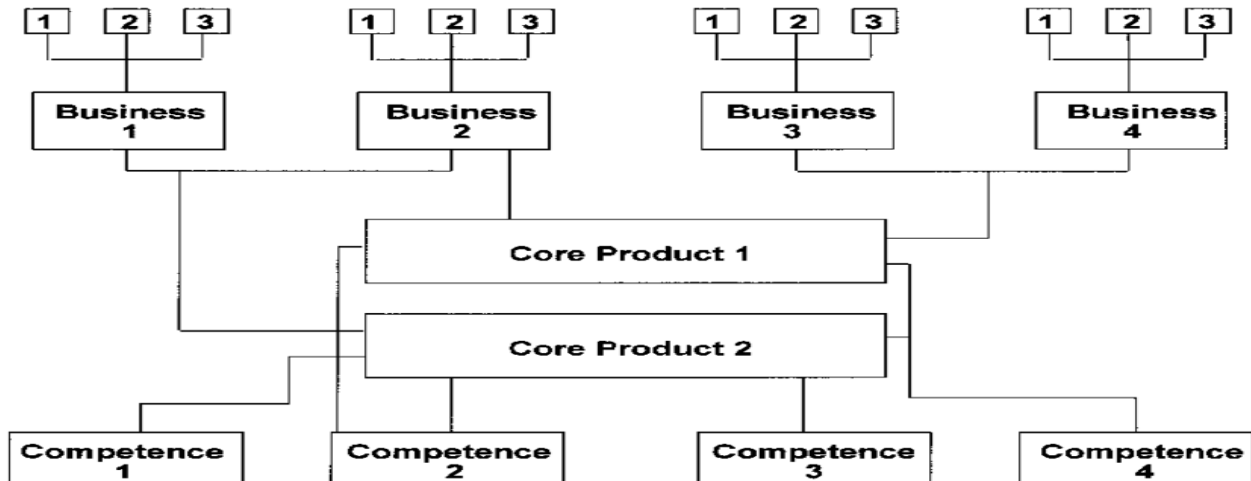 1 2 3 1 2 3 1 2 3 1 2 3
Business Business Business Business
1 2 3 4
Core Product 1
Core Product 2
Competence Competence Competence Competence
1 2 3 4